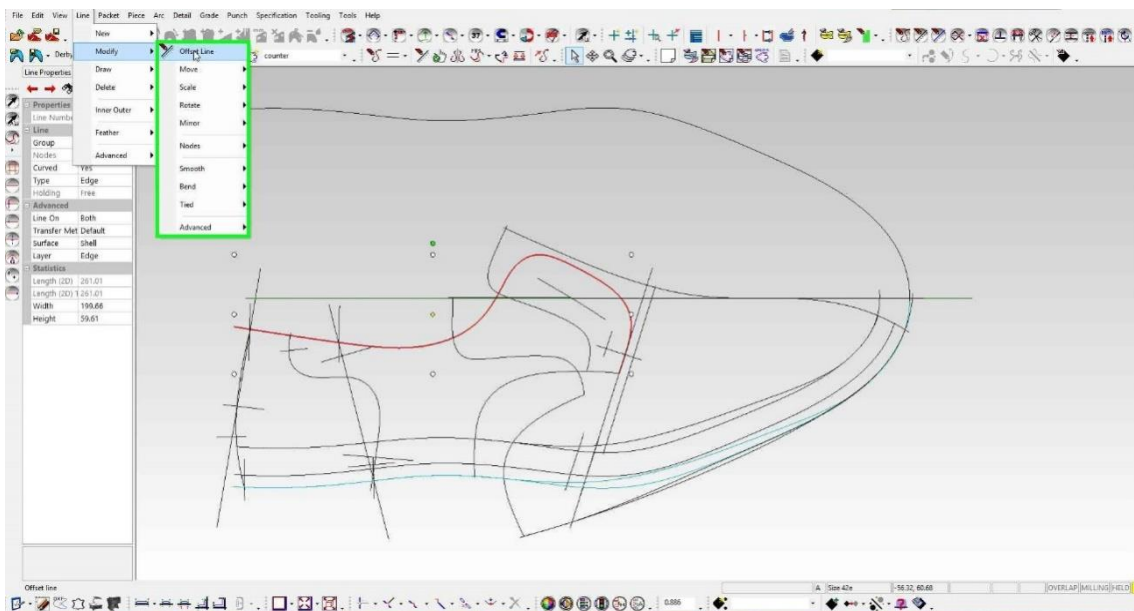 File Edit View Line Packet Piece Arc Detail Grade Punch Specification Tooling Tools Help
Derby
counter
New
Modify
Draw
Delete
Inner Outer
Feather
Advanced
Offset Line
Move
Scale
Rotate
Mirror
Nodes
Smooth
Bend
Tied
Advanced
Line Properties
Properties
Line
Line
Group
Nodes
Curved Yes
Type Edge
Holding Free
Advanced
Line On Both
Transfer Met Default
Surface Shell
Layer Edge
Statistics
Length (2D) 261.01
Length (2D) 1 261.01
Width 199.66
Height 59.61
Offset line
A Size 42e -56.32, 60.68 OVERLAP MILLING HELD
0.886